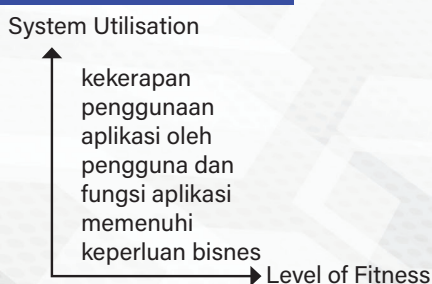 System Utilisation
kekerapan
penggunaan
aplikasi oleh
pengguna dan
fungsi aplikasi
memenuhi
keperluan bisnes
Level of Fitness